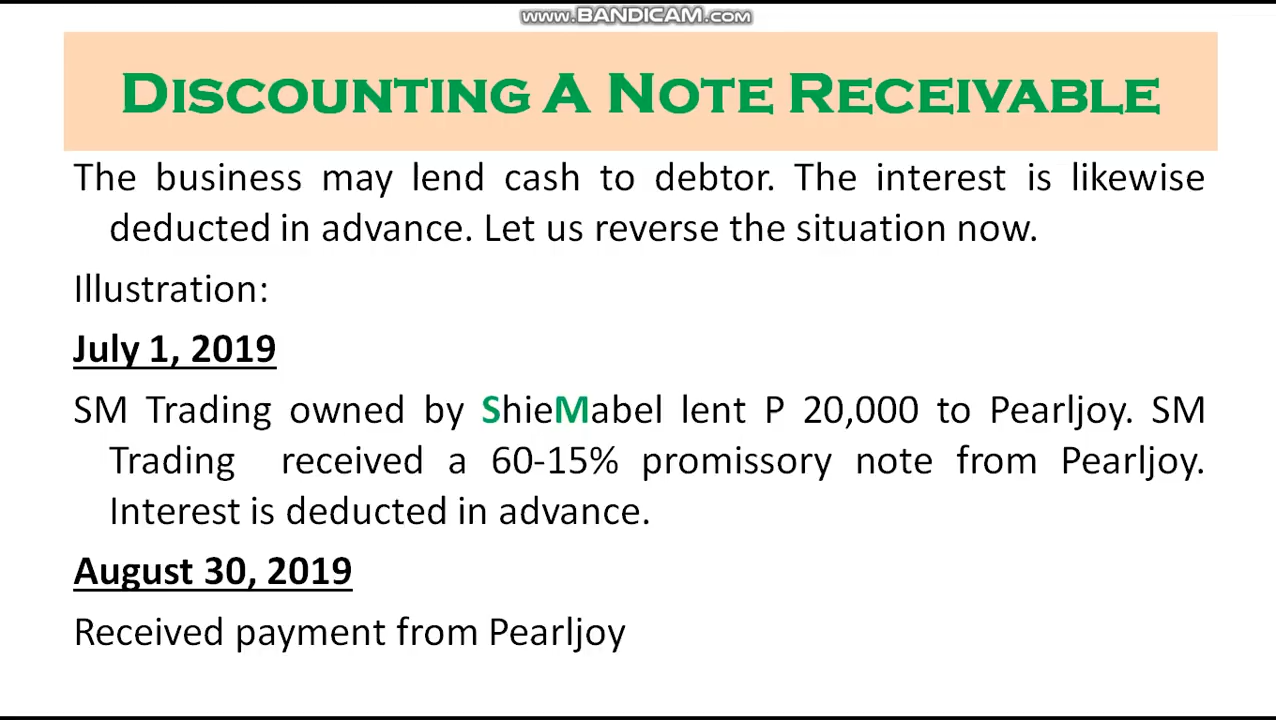 www.BANDICAM.com
DISCOUNTING A NOTE RECEIVABLE
The business may lend cash to debtor. The interest is likewise
deducted in advance. Let us reverse the situation now.
Illustration:
July 1, 2019
SM Trading owned by ShieMabel lent P 20,000 to Pearljoy. SM
Trading received a 60-15% promissory note from Pearljoy.
Interest is deducted in advance.
August 30, 2019
Received payment from Pearljoy